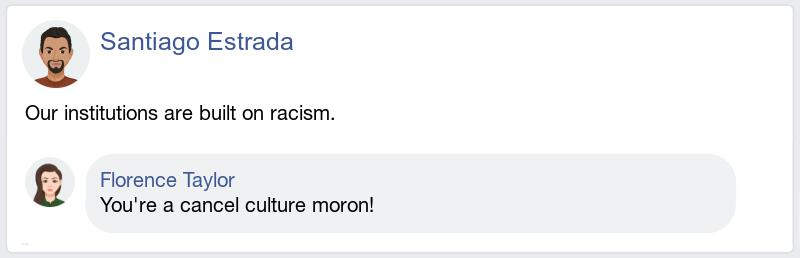 Santiago Estrada
Our institutions are built on racism.
Florence Taylor
You're a cancel culture moron!